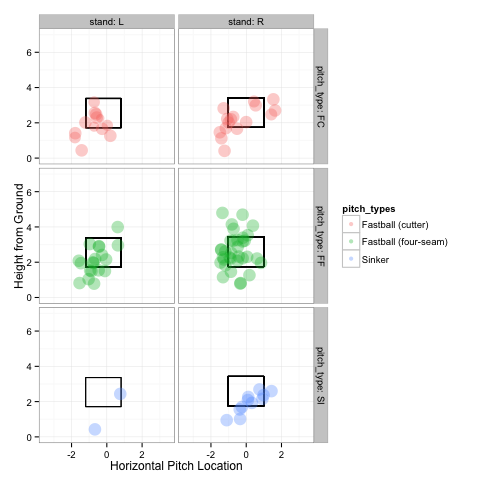 stand: L
stand: R
6
4
2
0
pitch_type: FC
6
4
2
0
pitch_type: FF
6
4
2
0
pitch_type: SI
-2
0
2
-2
0
2
Height from Ground
Horizontal Pitch Location
pitch_types
Fastball (cutter)
Fastball (four-seam)
Sinker